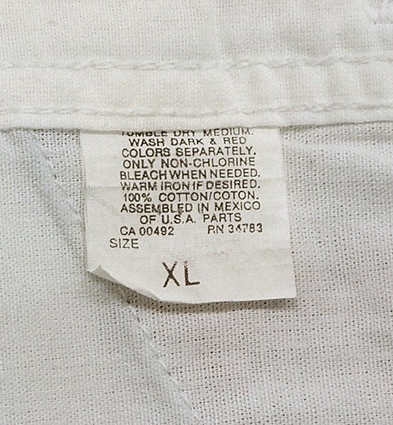 TUMBLE DRY MEDIUM.
WASH DARK & RED
COLORS SEPARATELY.
ONLY NON-CHLORINE
BLEACH WHEN NEEDED.
WARM IRON IF DESIRED.
100% COTTON/COTON.
ASSEMBLED IN MEXICO
OF U.S.A. PARTS
CA 00492 RN 34783
SIZE
XL